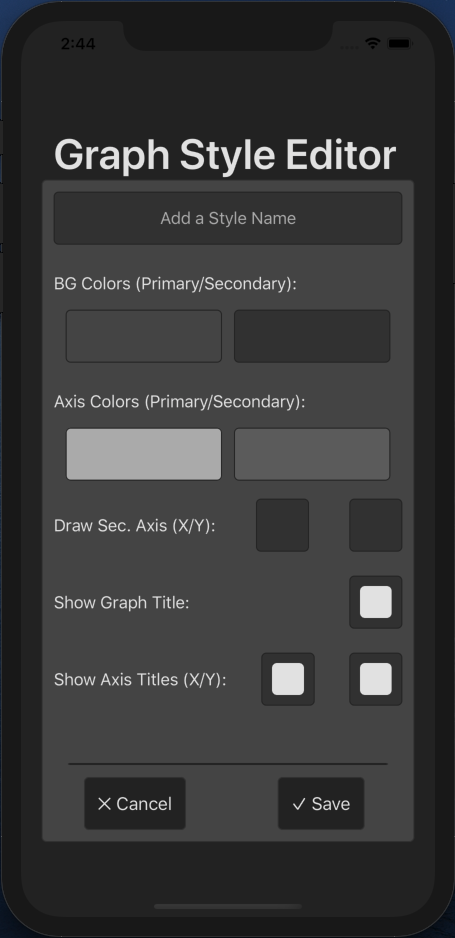 2:44
Graph Style Editor
Add a Style Name
BG Colors (Primary/Secondary):
Axis Colors (Primary/Secondary):
Draw Sec. Axis (X/Y):
Show Graph Title:
Show Axis Titles (X/Y):
Cancel Save